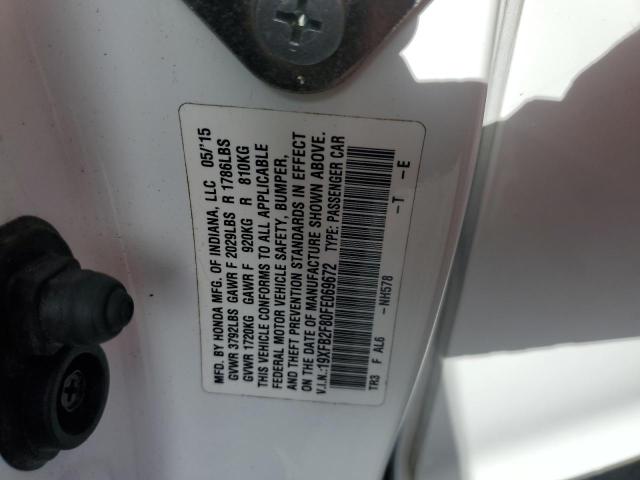 MFD. BY HONDA MFG. OF INDIANA, LLC 05/'15
GVWR 3792LBS GAWR F 2029LBS R 1786LBS
GVWR 1720KG GAWR F 920KG R 810KG
THIS VEHICLE CONFORMS TO ALL APPLICABLE
FEDERAL MOTOR VEHICLE SAFETY, BUMPER,
AND THEFT PREVENTION STANDARDS IN EFFECT
ON THE DATE OF MANUFACTURE SHOWN ABOVE.
V.I.N.:19XFB2F80FE069672 TYPE: PASSENGER CAR
TR3 F AL6 -NH578 -T -E